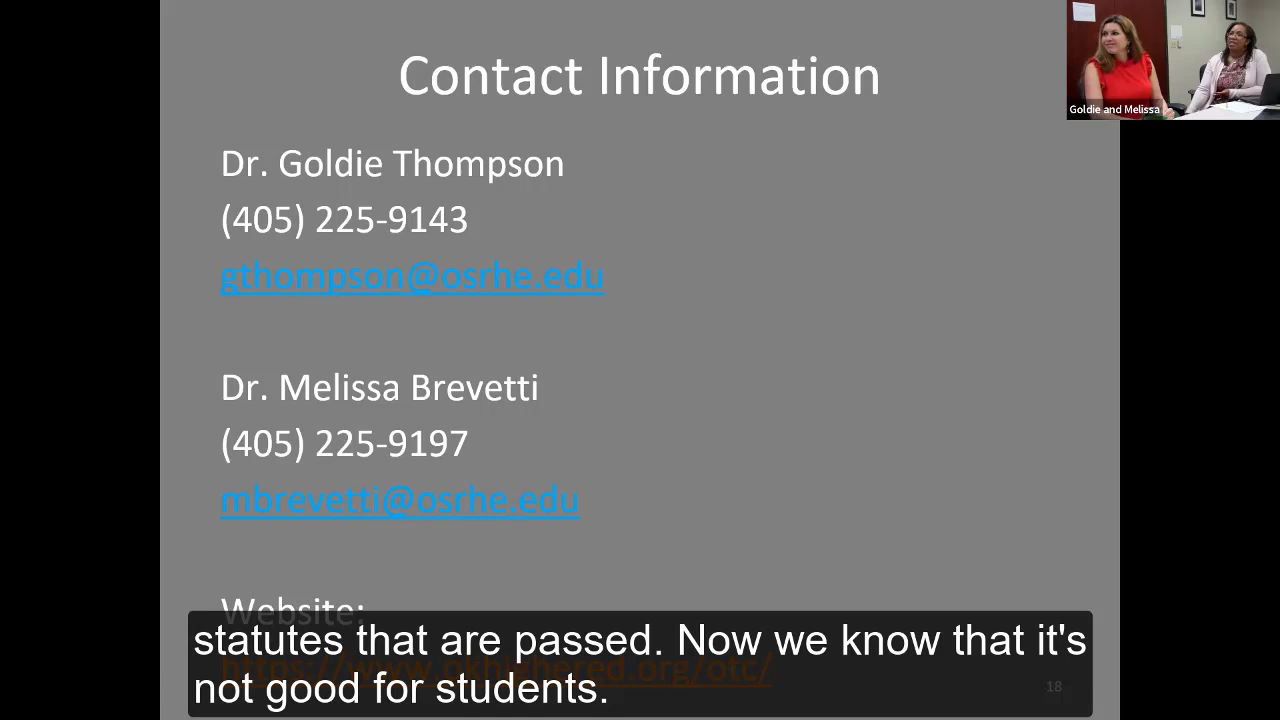 Contact Information
Goldie and Melissa
Dr. Goldie Thompson
(405) 225-9143
gthompson@osrhe.edu
Dr. Melissa Brevetti
(405) 225-9197
mbrevetti@osrhe.edu
Website:
https://www.okhighered.org/otc/
statutes that are passed. Now we know that it's
not good for students.
18